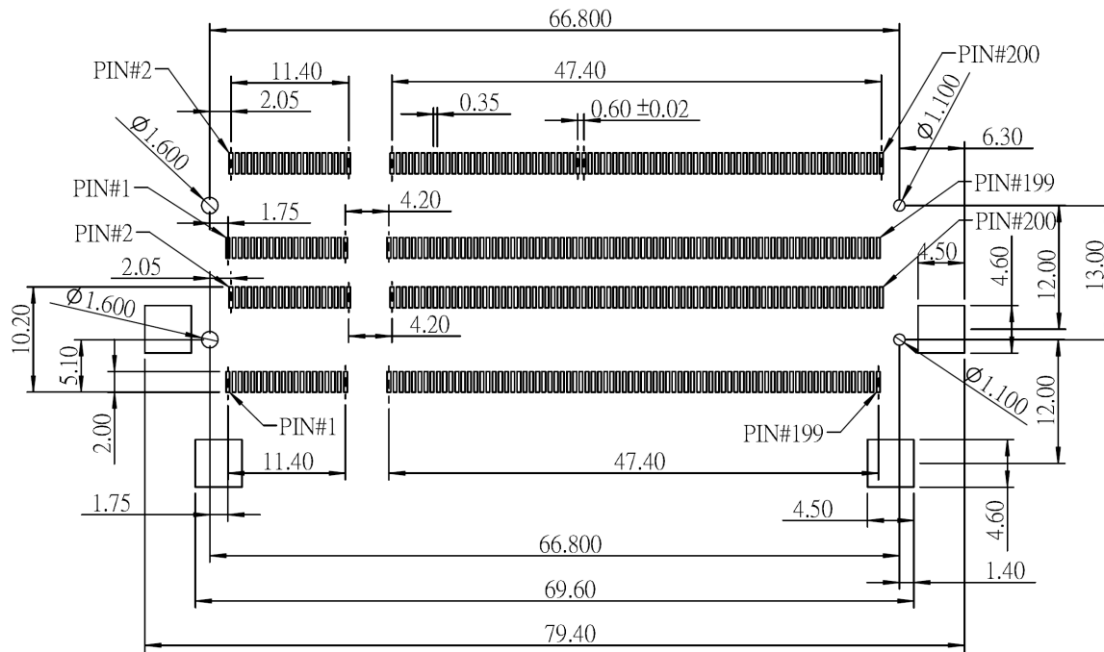 66.800
PIN#2
11.40
47.40
PIN#200
2.05
0.35
0.60 ±0.02
Ø1.100
6.30
Ø1.600
PIN#1
1.75
4.20
PIN#199
PIN#2
PIN#200
2.05
4.50
4.60
12.00
13.00
Ø1.600
4.20
10.20
5.10
2.00
Ø1.100
12.00
PIN#1
PIN#199
11.40
47.40
1.75
4.50
4.60
66.800
1.40
69.60
79.40